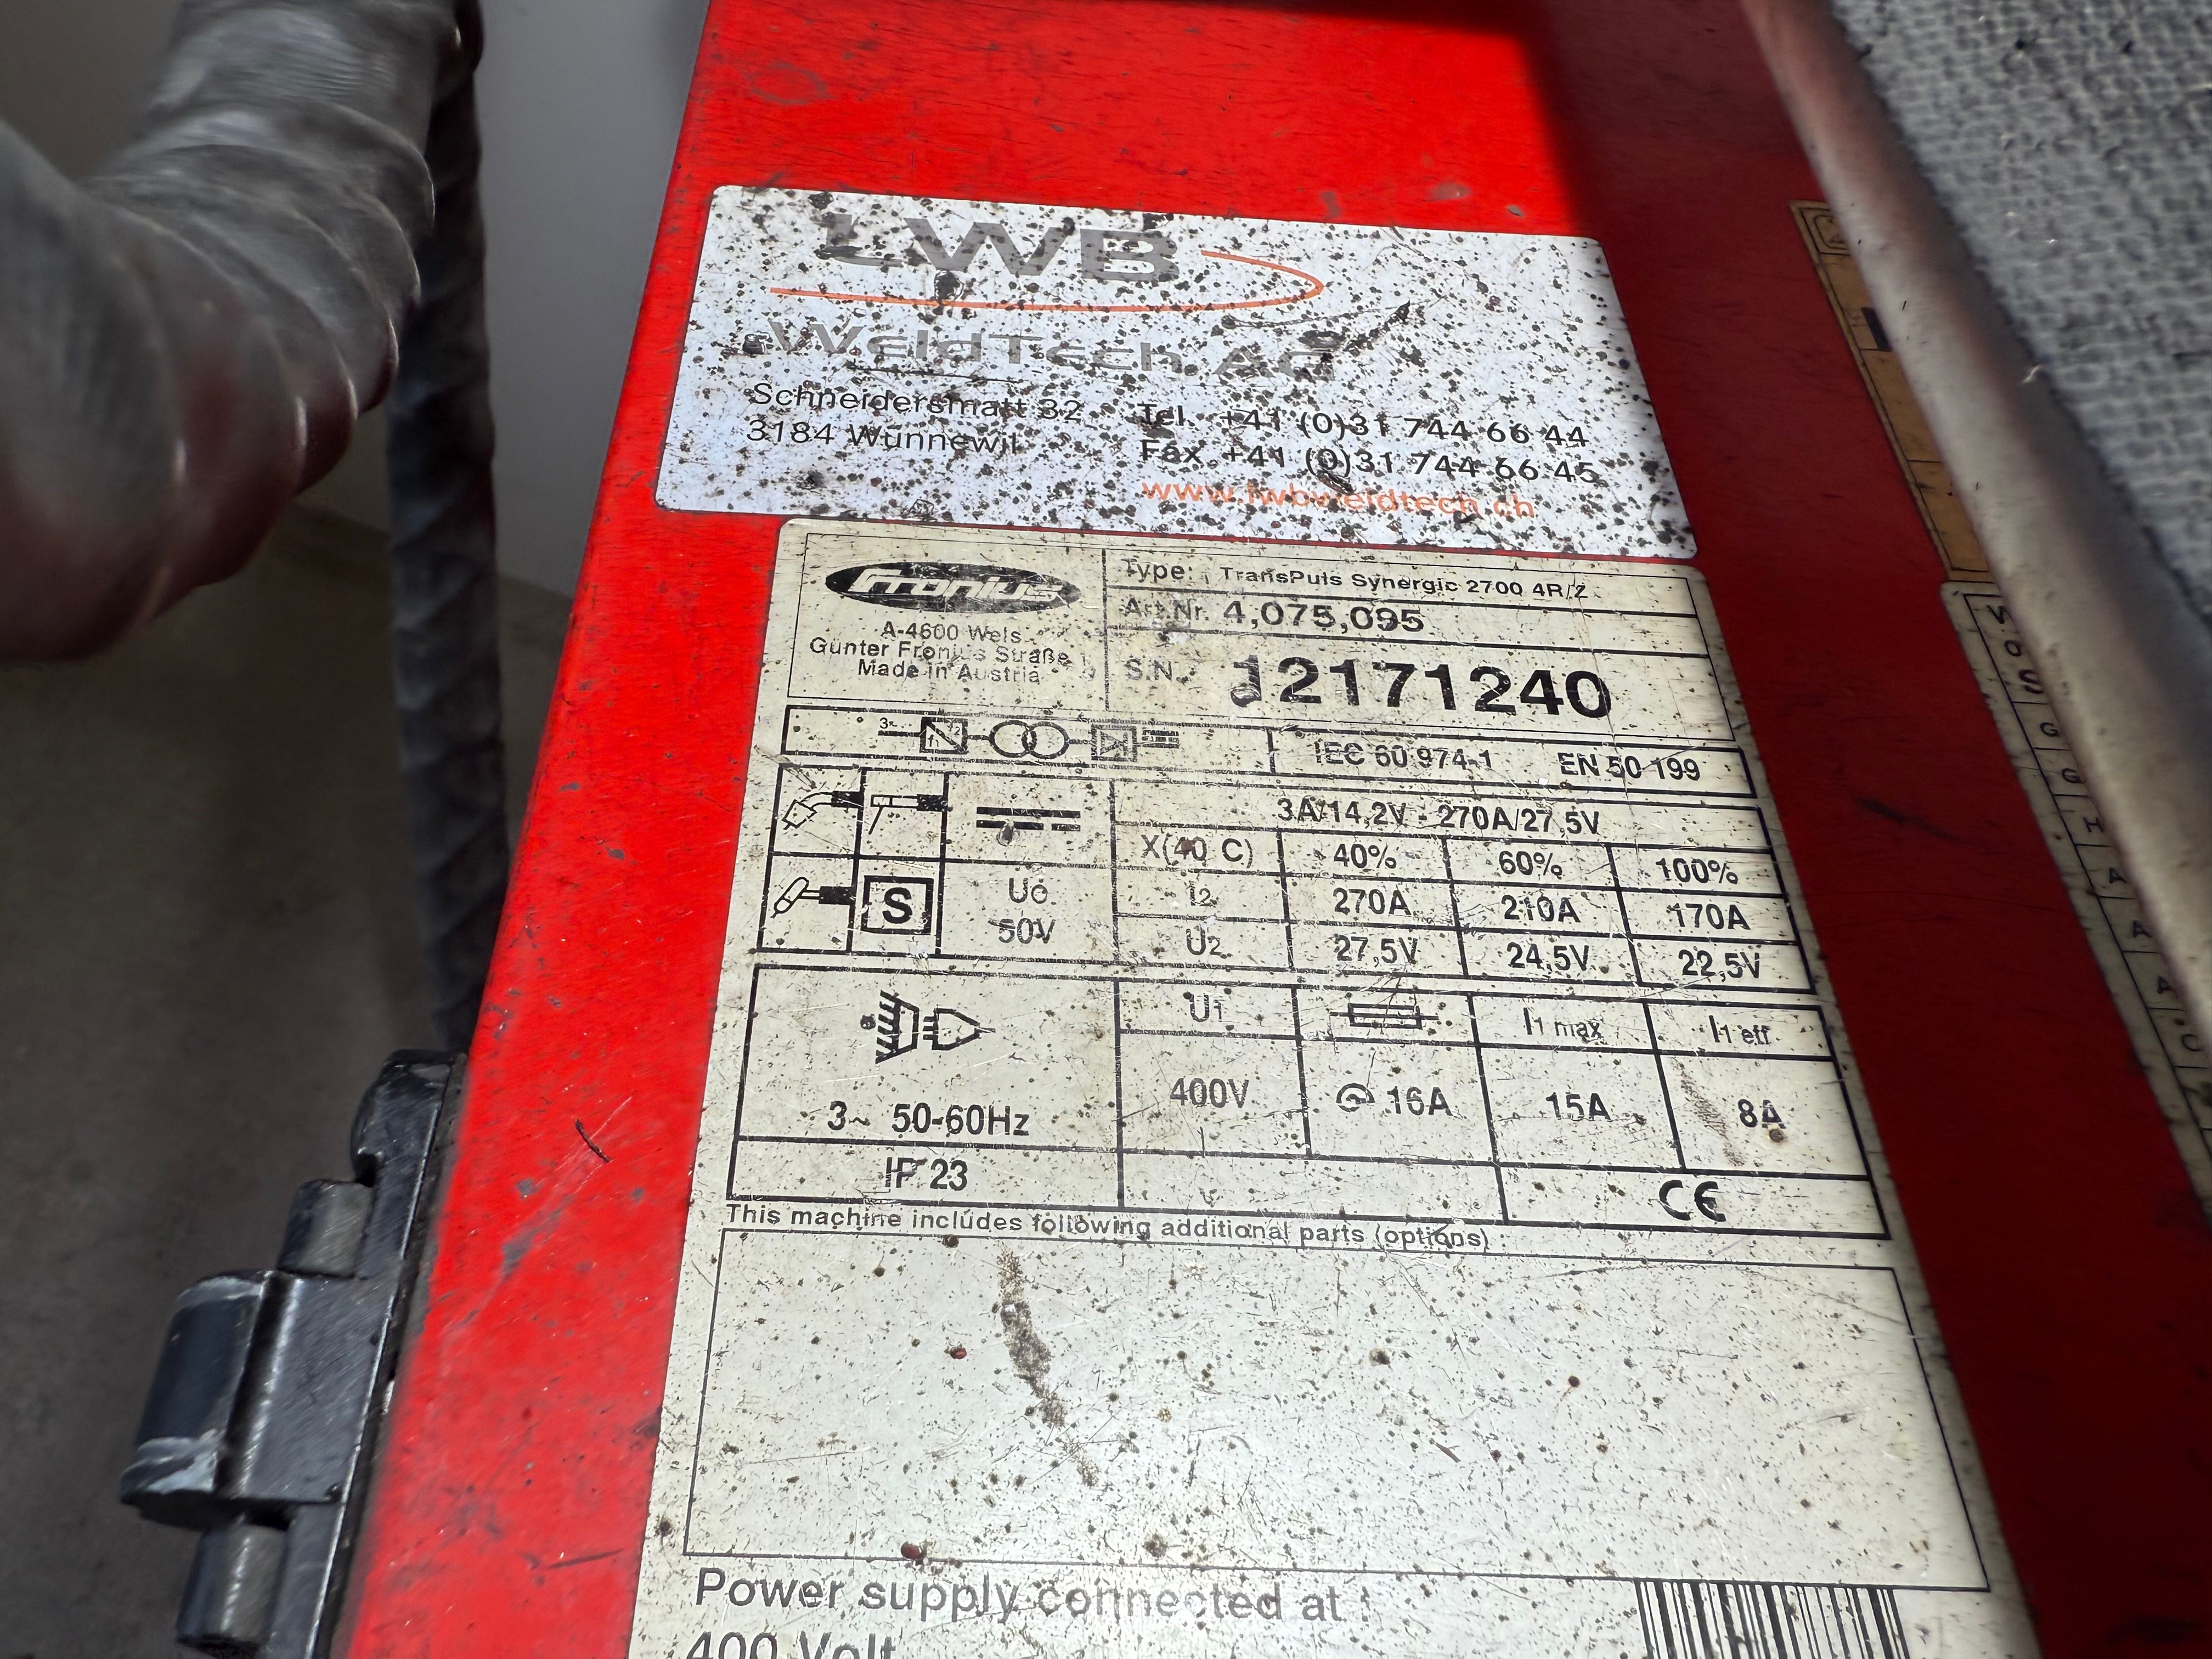 LWB
WeldTech AG
Schneidersmatt 32
3184 Wünnewil
Tel. +41 (0)31 744 66 44
Fax +41 (0)31 744 66 45
www.lwbweldtech.ch
Fronius
A-4600 Wels
Günter Fronius Straße 1
Made in Austria
Type: TransPuls Synergic 2700 4R/Z
Art.Nr. 4,075,095
S.N. 12171240
3~
IEC 60 974-1 EN 50 199
3A/14,2V - 270A/27,5V
X(40°C) 40% 60% 100%
S
U0 I2 270A 210A 170A
50V U2 27,5V 24,5V 22,5V
U1 I1 max I1 eff
3~ 50-60Hz 400V 16A 15A 8A
IP 23 CE
This machine includes following additional parts (options) :
Power supply connected at :
400 Volt